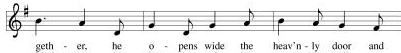 geth - er, he o - pens wide the heav'n - ly door and